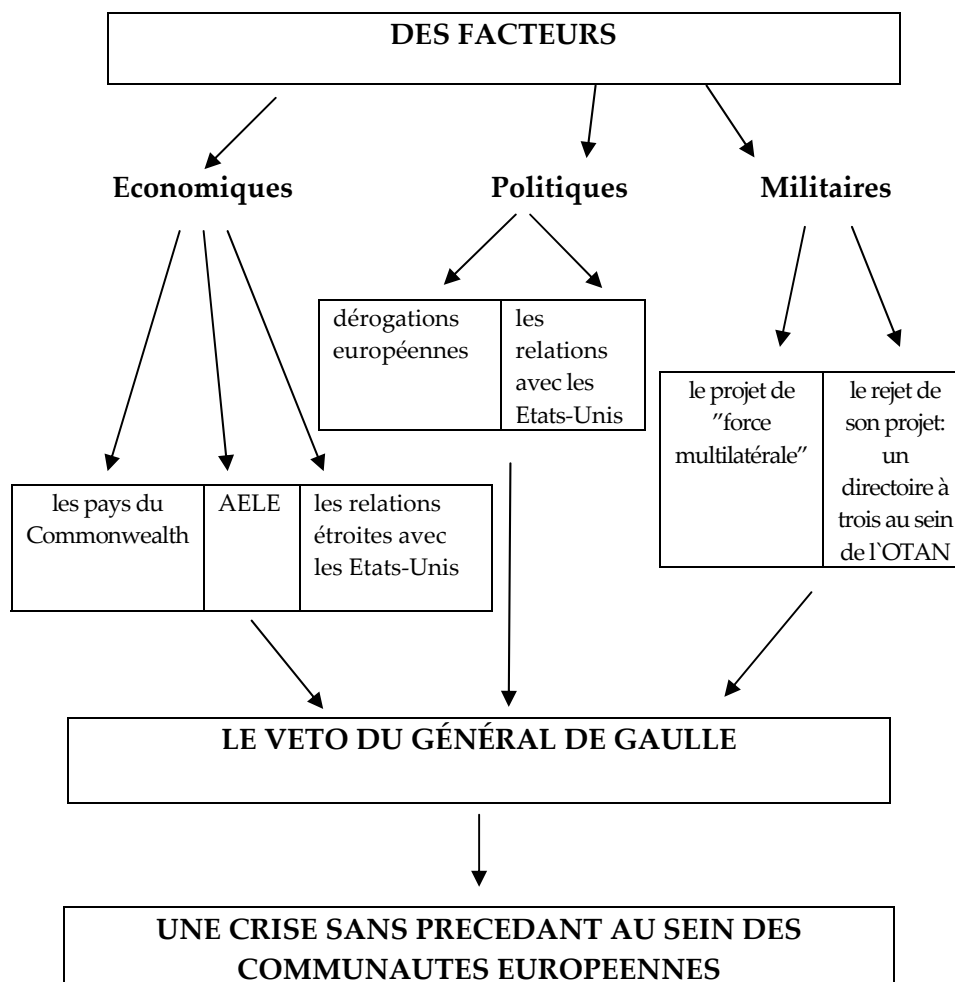 DES FACTEURS
Economiques
Politiques
Militaires
dérogations
européennes
les
relations
avec les
Etats-Unis
le projet de
”force
multilatérale”
le rejet de
son projet:
un
directoire à
trois au sein
de l`OTAN
les pays du
Commonwealth
AELE
les relations
étroites avec
les Etats-Unis
LE VETO DU GÉNÉRAL DE GAULLE
UNE CRISE SANS PRECEDANT AU SEIN DES
COMMUNAUTES EUROPEENNES